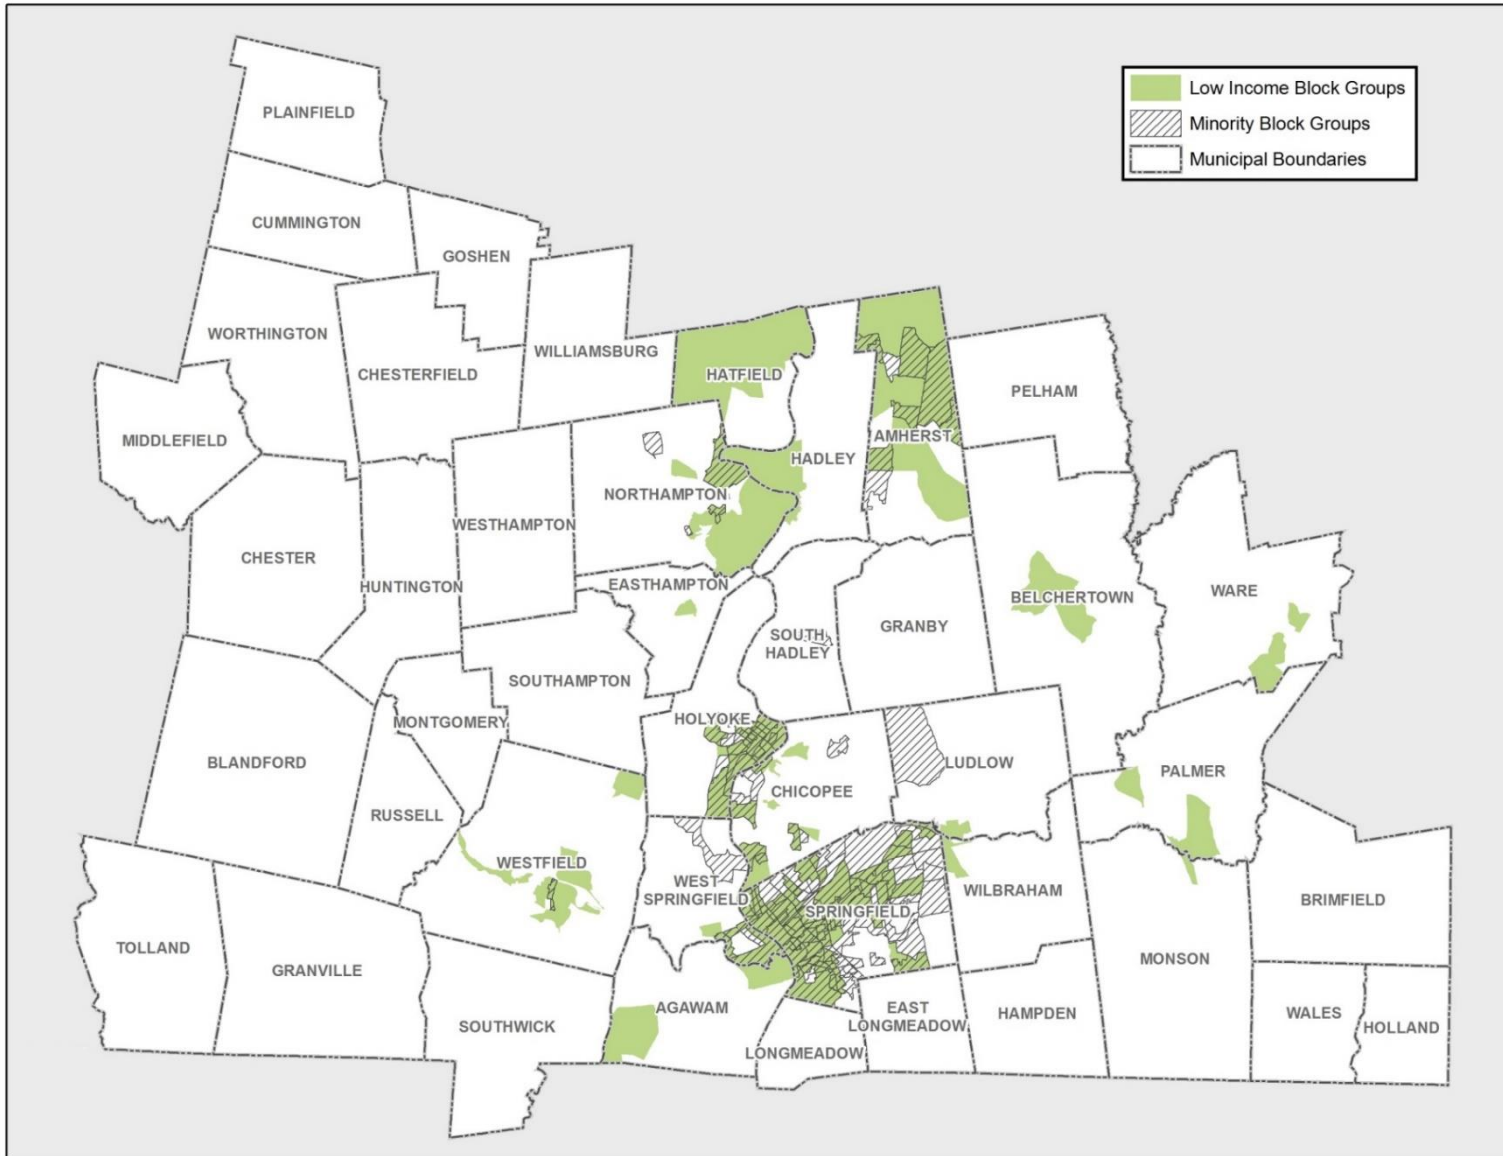 Low Income Block Groups
Minority Block Groups
Municipal Boundaries
PLAINFIELD
CUMMINGTON
GOSHEN
WORTHINGTON
CHESTERFIELD
WILLIAMSBURG
HATFIELD
PELHAM
MIDDLEFIELD
AMHERST
HADLEY
NORTHAMPTON
WESTHAMPTON
CHESTER
HUNTINGTON
EASTHAMPTON
BELCHERTOWN
WARE
SOUTH
HADLEY
GRANBY
SOUTHAMPTON
MONTGOMERY
HOLYOKE
BLANDFORD
LUDLOW
PALMER
CHICOPEE
RUSSELL
WESTFIELD
WEST
SPRINGFIELD
SPRINGFIELD
WILBRAHAM
BRIMFIELD
TOLLAND
GRANVILLE
MONSON
AGAWAM
EAST
LONGMEADOW
HAMPDEN
WALES
HOLLAND
SOUTHWICK
LONGMEADOW